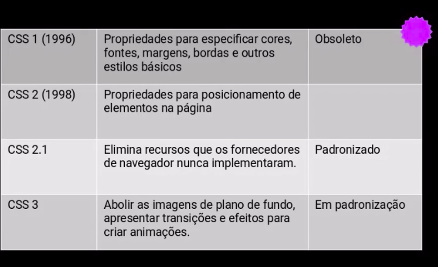 CSS 1 (1996) Propriedades para especificar cores, Obsoleto
fontes, margens, bordas e outros
estilos básicos
CSS 2 (1998) Propriedades para posicionamento de
elementos na página
CSS 2.1 Elimina recursos que os fornecedores Padronizado
de navegador nunca implementaram.
CSS 3 Abolir as imagens de plano de fundo, Em padronização
apresentar transições e efeitos para
criar animações.